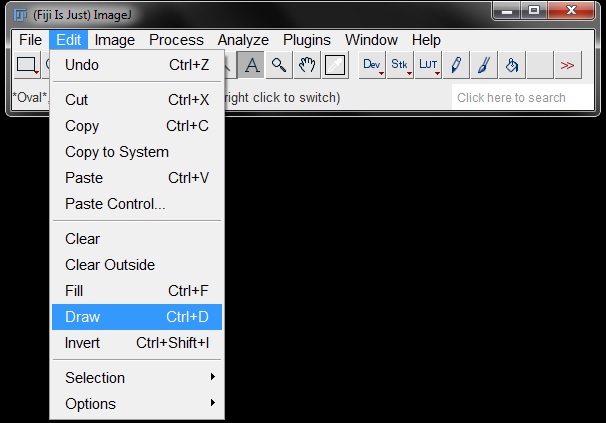 (Fiji Is Just) ImageJ
File Edit Image Process Analyze Plugins Window Help
A Dev Stk LUT >>
*Oval*, right click to switch) Click here to search
Undo Ctrl+Z
Cut Ctrl+X
Copy Ctrl+C
Copy to System
Paste Ctrl+V
Paste Control...
Clear
Clear Outside
Fill Ctrl+F
Draw Ctrl+D
Invert Ctrl+Shift+I
Selection
Options